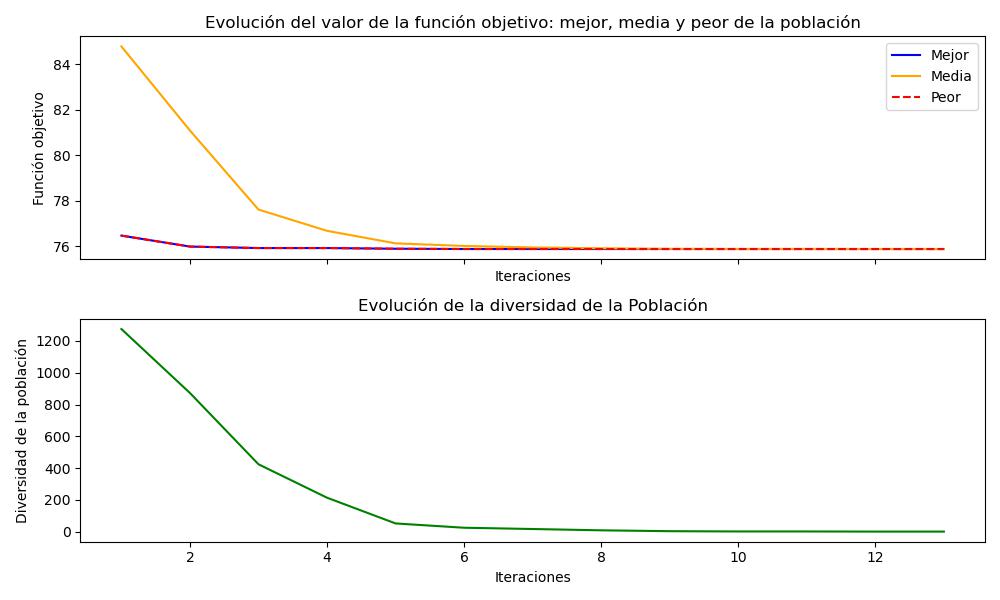 Evolución del valor de la función objetivo: mejor, media y peor de la población
Función objetivo
84
82
80
78
76
Mejor
Media
Peor
Iteraciones
Evolución de la diversidad de la Población
Diversidad de la población
1200
1000
800
600
400
200
0
2 4 6 8 10 12
Iteraciones